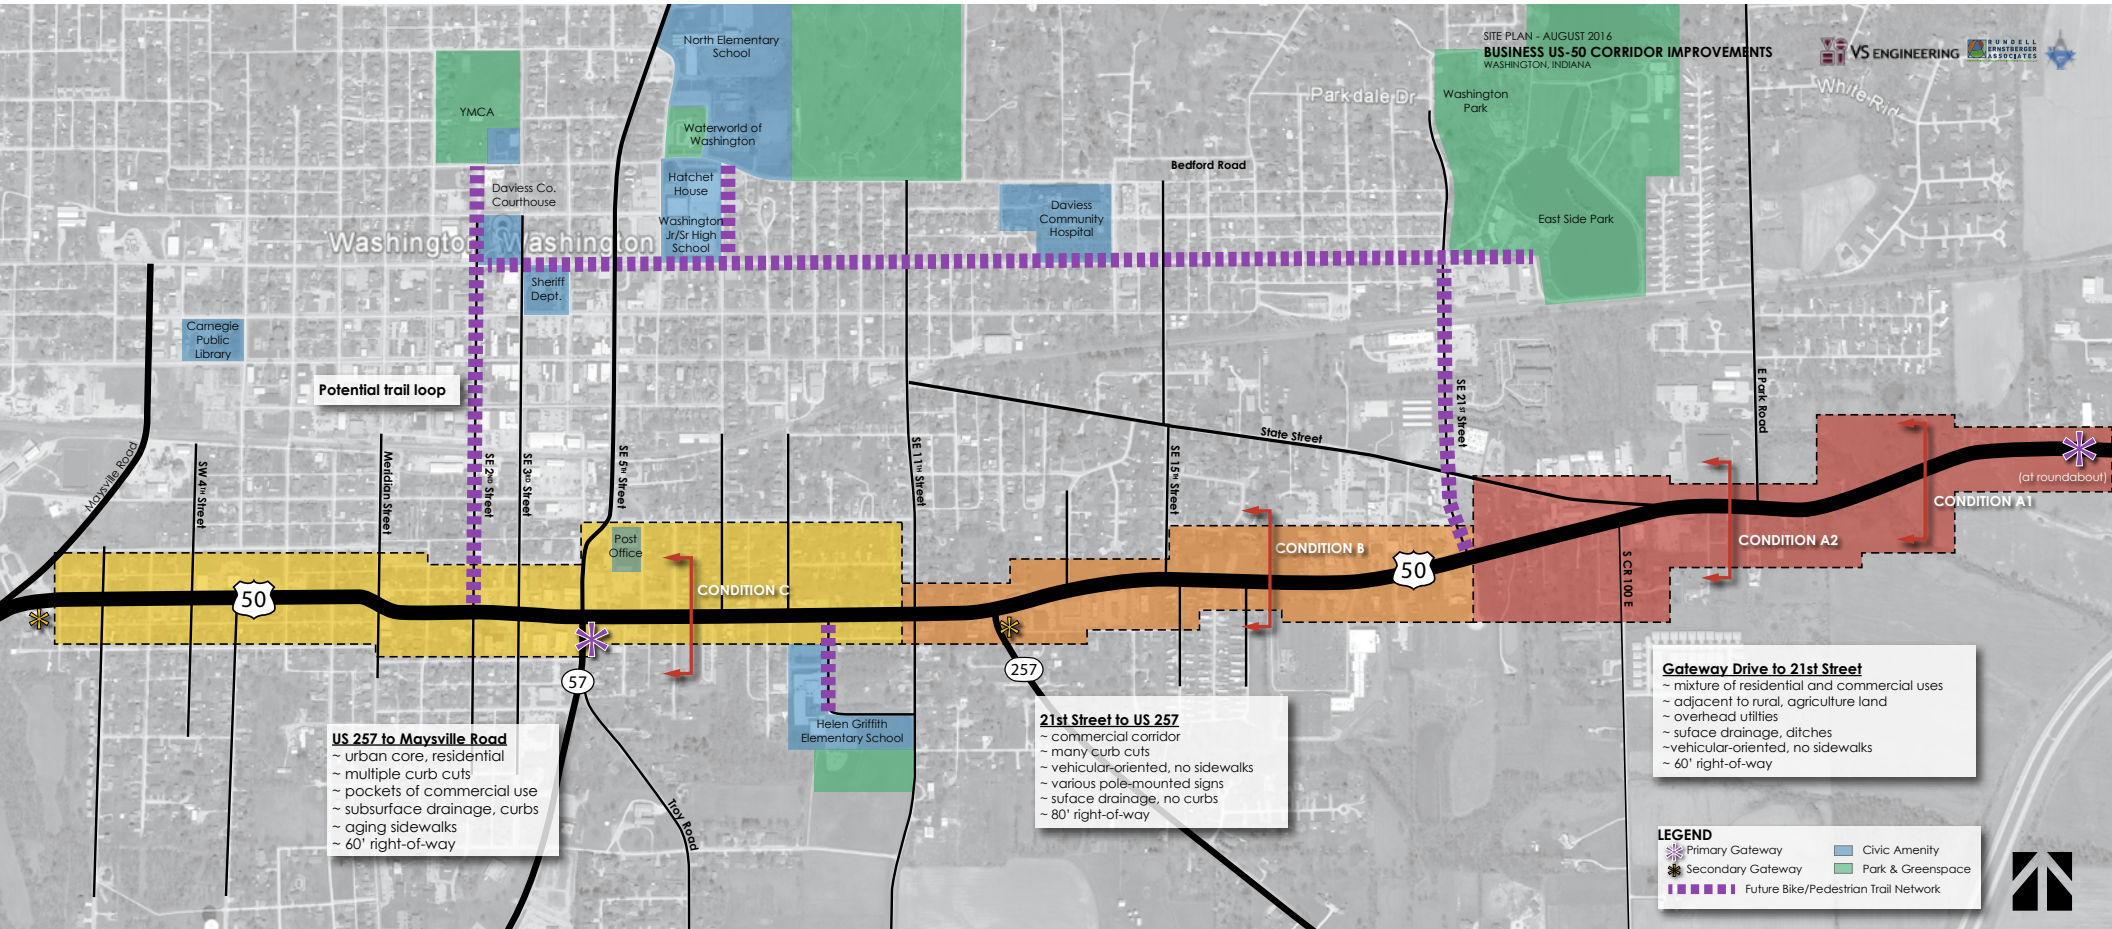 SITE PLAN - AUGUST 2016
BUSINESS US-50 CORRIDOR IMPROVEMENTS
WASHINGTON, INDIANA
VS ENGINEERING
RUNDELL
ERNSTBERGER
ASSOCIATES
North Elementary
School
YMCA
Waterworld of
Washington
Parkdale Dr
Washington
Park
White Rid
Bedford Road
Hatchet
House
Daviess Co.
Courthouse
Washington
Jr/Sr High
School
Daviess
Community
Hospital
East Side Park
Washington
Washington
Sheriff
Dept.
Carnegie
Public
Library
Potential trail loop
Maysville Road
SW 4TH Street
Meridian Street
SE 2ND Street
SE 3RD Street
SE 5TH Street
SE 11TH Street
SE 15TH Street
State Street
SE 21ST Street
E Park Road
S CR 100 E
Troy Road
(at roundabout)
CONDITION A1
CONDITION A2
CONDITION B
CONDITION C
Post
Office
50
50
57
257
Helen Griffith
Elementary School
US 257 to Maysville Road
~ urban core, residential
~ multiple curb cuts
~ pockets of commercial use
~ subsurface drainage, curbs
~ aging sidewalks
~ 60' right-of-way
21st Street to US 257
~ commercial corridor
~ many curb cuts
~ vehicular-oriented, no sidewalks
~ various pole-mounted signs
~ suface drainage, no curbs
~ 80' right-of-way
Gateway Drive to 21st Street
~ mixture of residential and commercial uses
~ adjacent to rural, agriculture land
~ overhead utilties
~ suface drainage, ditches
~vehicular-oriented, no sidewalks
~ 60' right-of-way
LEGEND
Primary Gateway
Civic Amenity
Secondary Gateway
Park & Greenspace
Future Bike/Pedestrian Trail Network